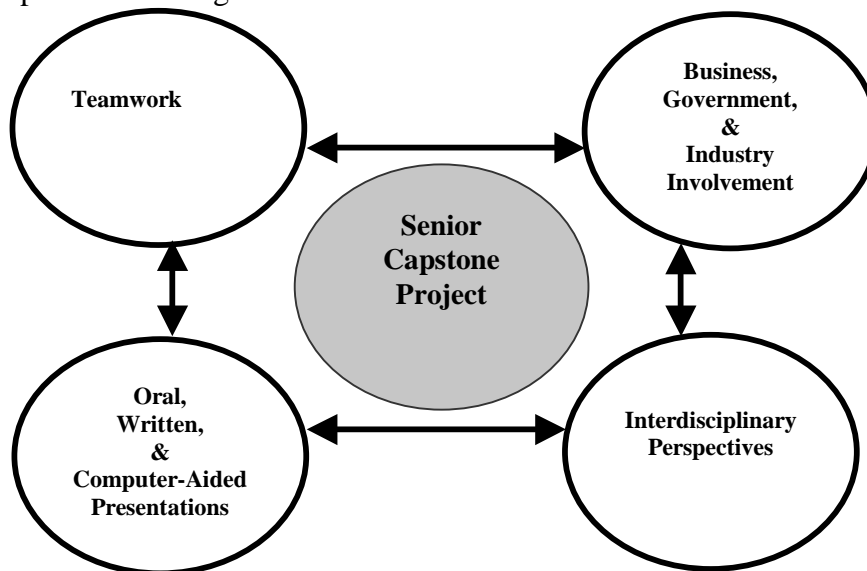 Teamwork
Business,
Government,
&
Industry
Involvement
Senior
Capstone
Project
Oral,
Written,
&
Computer-Aided
Presentations
Interdisciplinary
Perspectives